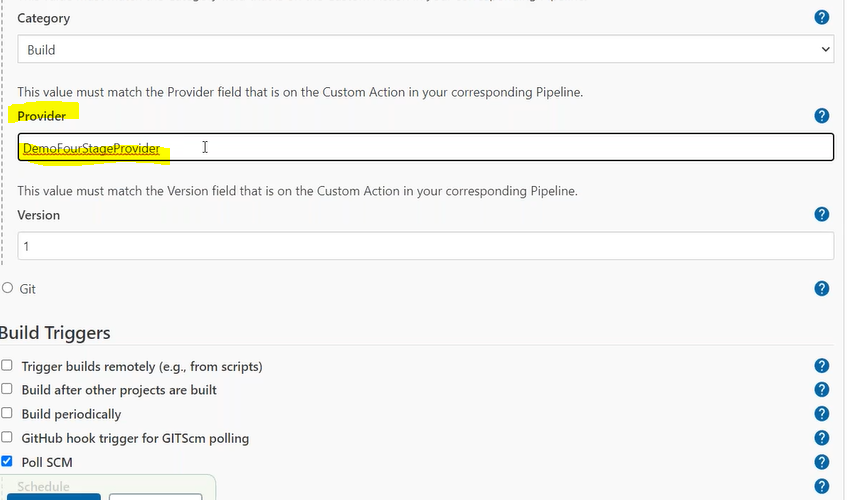 Category
Build
This value must match the Provider field that is on the Custom Action in your corresponding Pipeline.
Provider
DemoFourStageProvider
This value must match the Version field that is on the Custom Action in your corresponding Pipeline.
Version
1
Git
Build Triggers
Trigger builds remotely (e.g., from scripts)
Build after other projects are built
Build periodically
GitHub hook trigger for GITScm polling
Poll SCM
Schedule